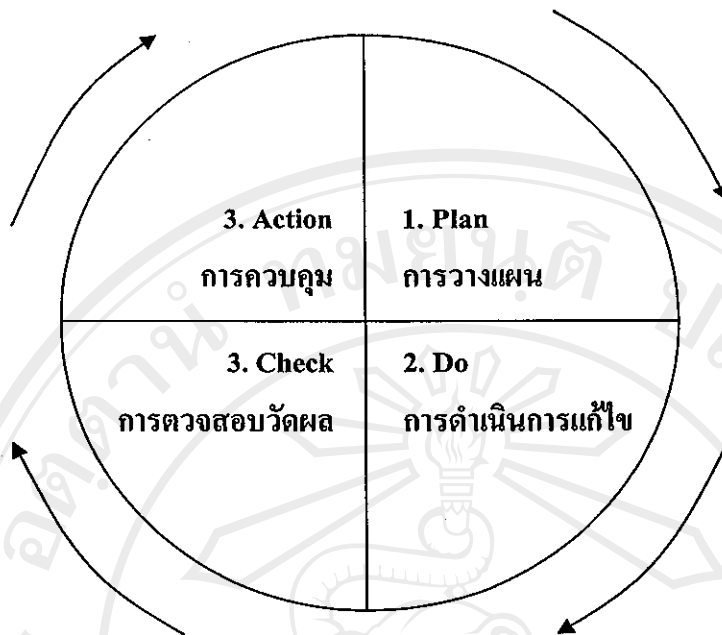 3. Action
การควบคุม
1. Plan
การวางแผน
3. Check
การตวจสอบวัดผล
2. Do
การดำเนินการแก้ไข